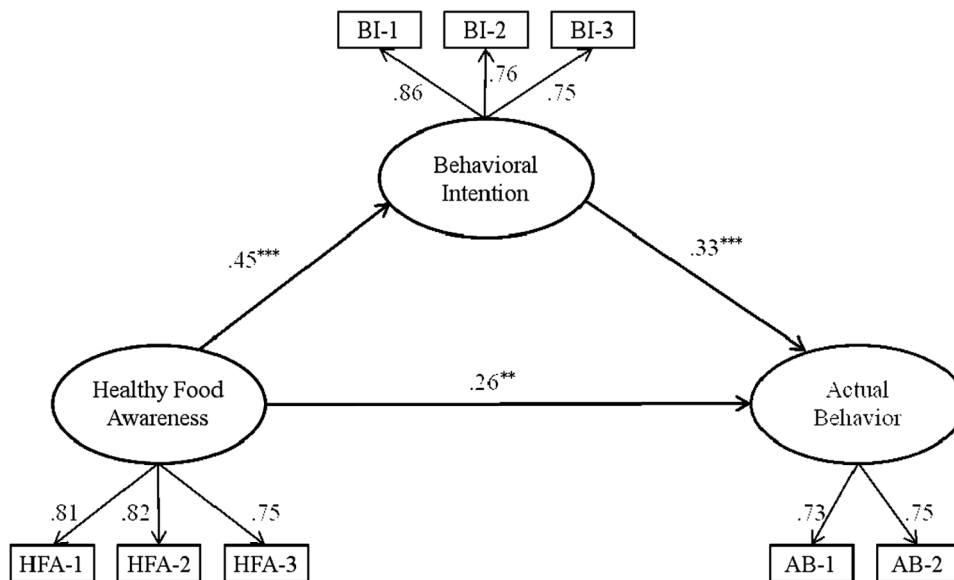 BI-1 BI-2 BI-3
.86 .76 .75
Behavioral
Intention
.45*** .33***
Healthy Food
Awareness
.26**
Actual
Behavior
.81 .82 .75 .73 .75
HFA-1 HFA-2 HFA-3 AB-1 AB-2